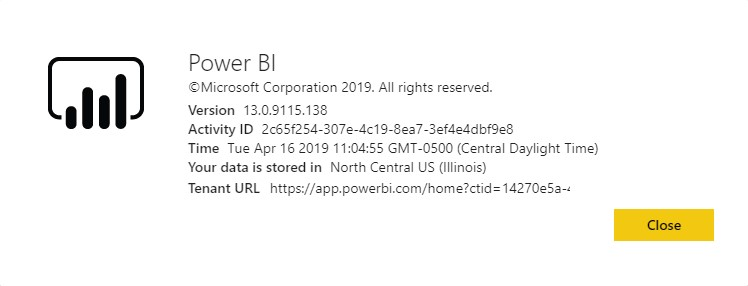 Power BI
©Microsoft Corporation 2019. All rights reserved.
Version 13.0.9115.138
Activity ID 2c65f254-307e-4c19-8ea7-3ef4e4dbf9e8
Time Tue Apr 16 2019 11:04:55 GMT-0500 (Central Daylight Time)
Your data is stored in North Central US (Illinois)
Tenant URL https://app.powerbi.com/home?ctid=14270e5a-4
Close